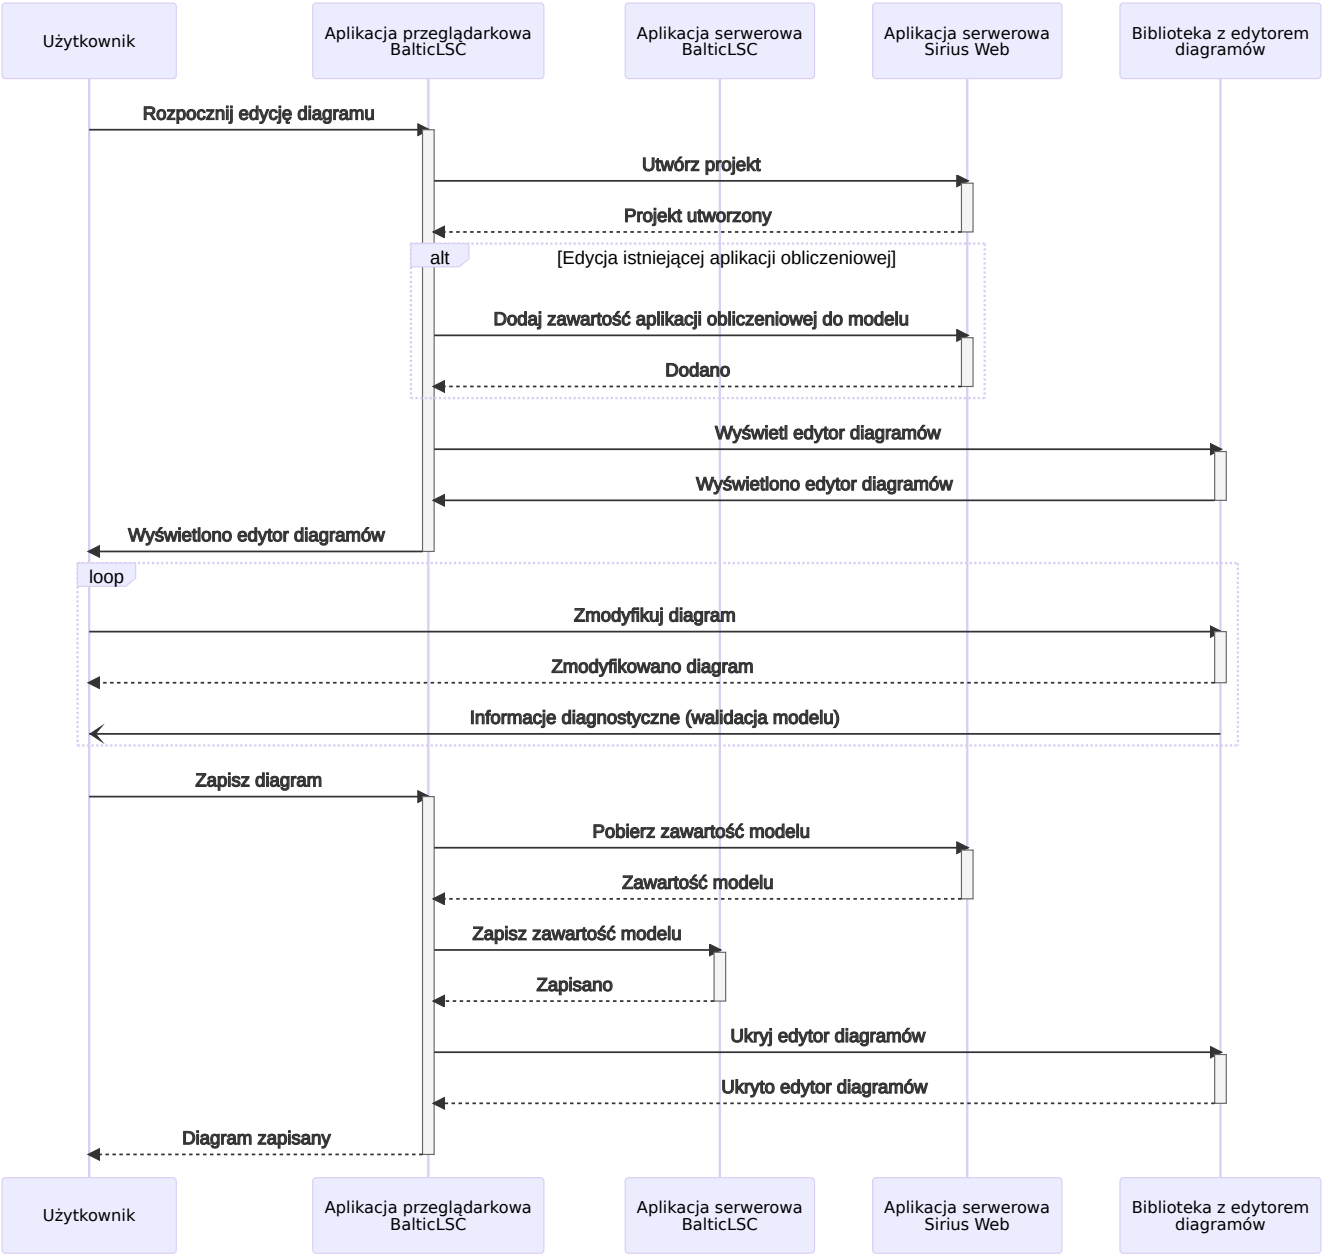 Użytkownik
Aplikacja przeglądarkowa
BalticLSC
Aplikacja serwerowa
BalticLSC
Aplikacja serwerowa
Sirius Web
Biblioteka z edytorem
diagramów
Rozpocznij edycję diagramu
Utwórz projekt
Projekt utworzony
alt
[Edycja istniejącej aplikacji obliczeniowej]
Dodaj zawartość aplikacji obliczeniowej do modelu
Dodano
Wyświetl edytor diagramów
Wyświetlono edytor diagramów
Wyświetlono edytor diagramów
loop
Zmodyfikuj diagram
Zmodyfikowano diagram
Informacje diagnostyczne (walidacja modelu)
Zapisz diagram
Pobierz zawartość modelu
Zawartość modelu
Zapisz zawartość modelu
Zapisano
Ukryj edytor diagramów
Ukryto edytor diagramów
Diagram zapisany
Użytkownik
Aplikacja przeglądarkowa
BalticLSC
Aplikacja serwerowa
BalticLSC
Aplikacja serwerowa
Sirius Web
Biblioteka z edytorem
diagramów